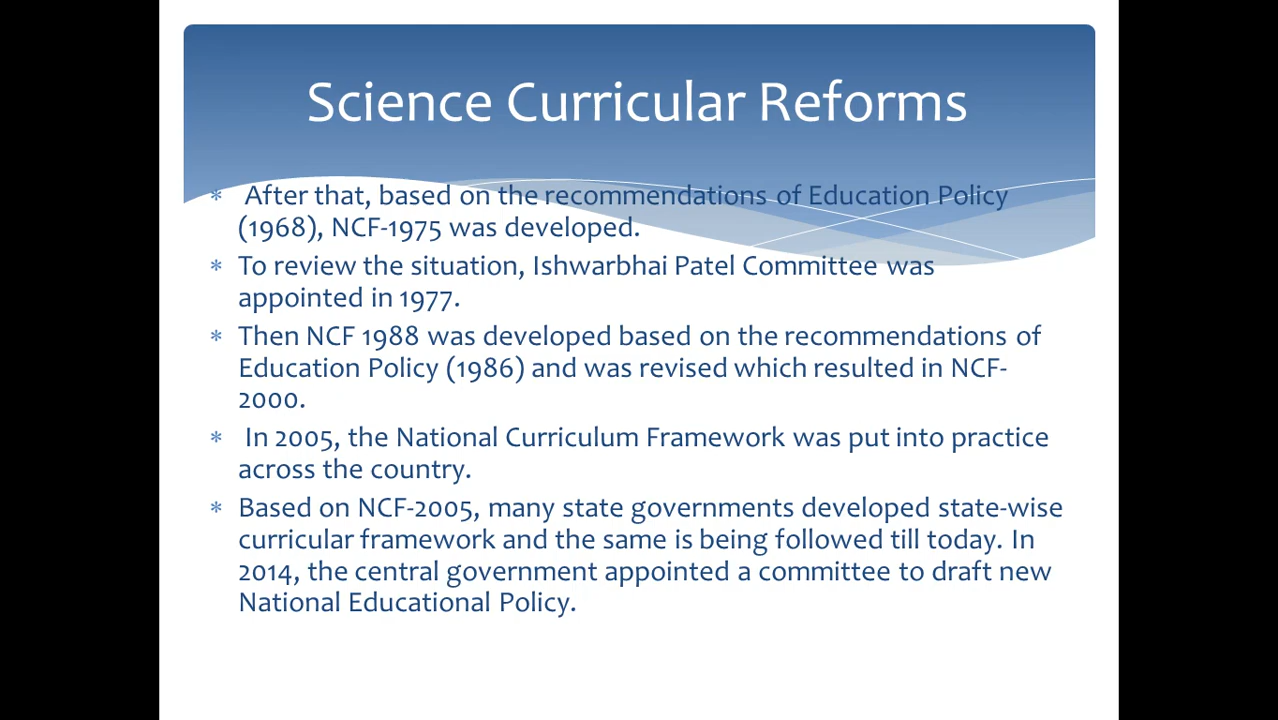 Science Curricular Reforms
* After that, based on the recommendations of Education Policy
(1968), NCF-1975 was developed.
* To review the situation, Ishwarbhai Patel Committee was
appointed in 1977.
* Then NCF 1988 was developed based on the recommendations of
Education Policy (1986) and was revised which resulted in NCF-
2000.
* In 2005, the National Curriculum Framework was put into practice
across the country.
* Based on NCF-2005, many state governments developed state-wise
curricular framework and the same is being followed till today. In
2014, the central government appointed a committee to draft new
National Educational Policy.